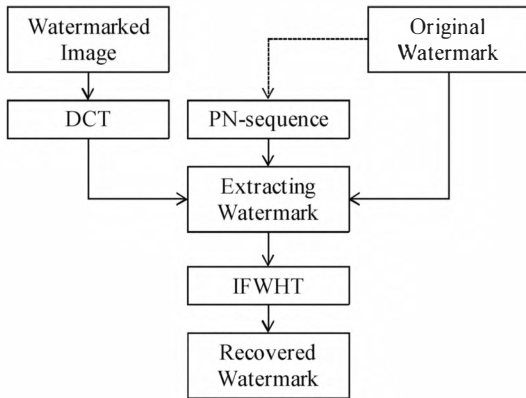 Watermarked
Image
Original
Watermark
DCT
PN-sequence
Extracting
Watermark
IFWHT
Recovered
Watermark